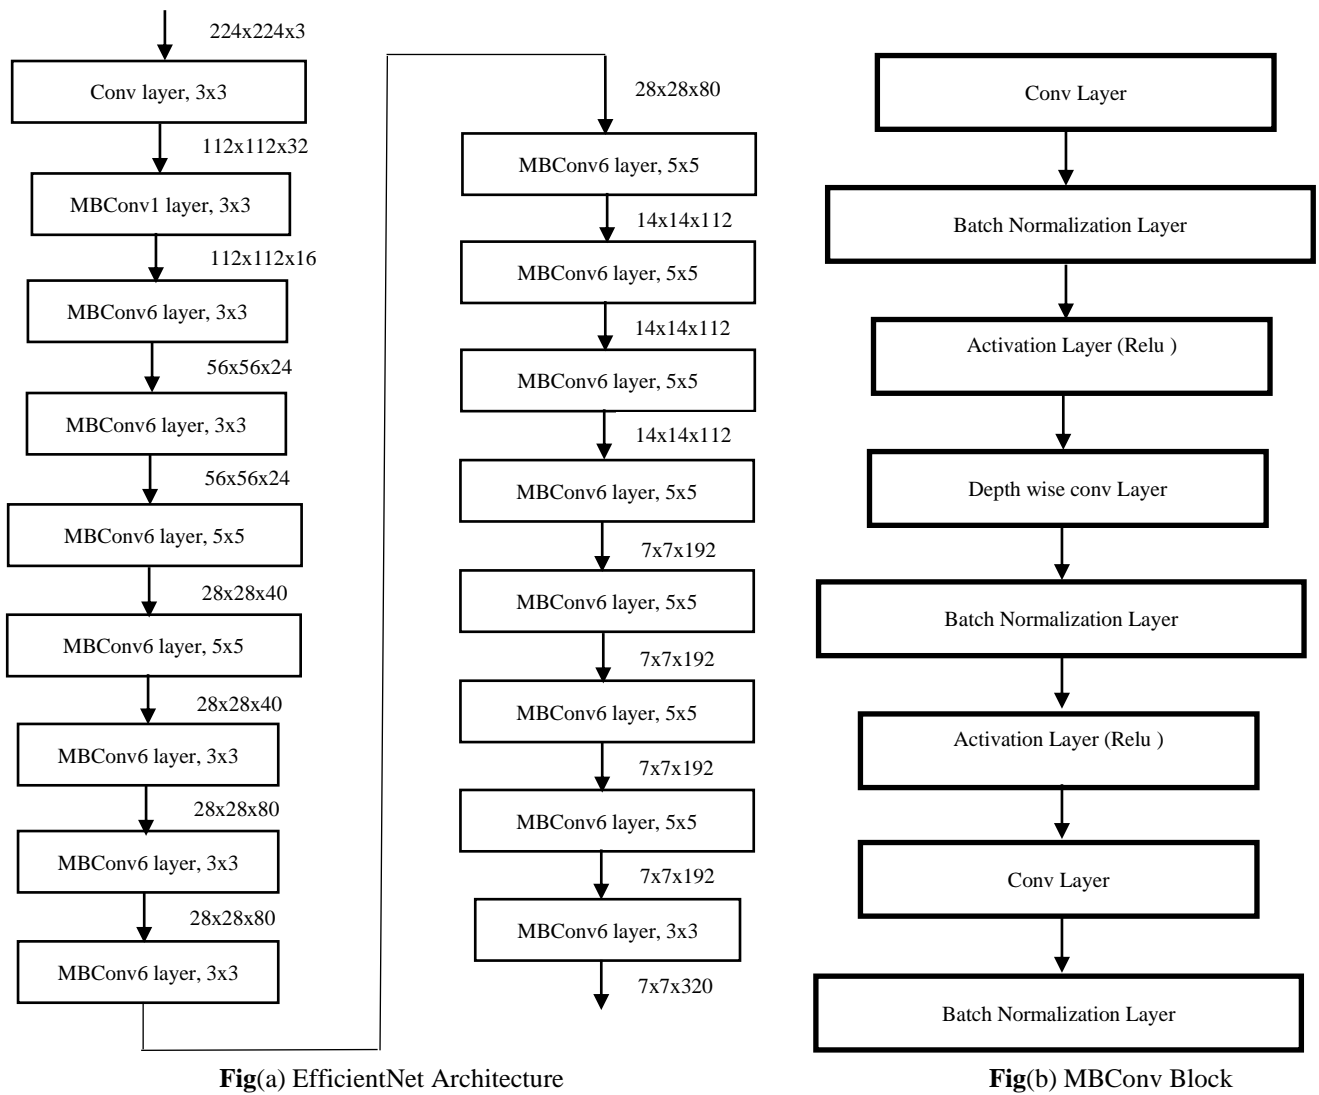 224x224x3
Conv layer, 3x3
112x112x32
MBConv1 layer, 3x3
112x112x16
MBConv6 layer, 3x3
56x56x24
MBConv6 layer, 3x3
56x56x24
MBConv6 layer, 5x5
28x28x40
MBConv6 layer, 5x5
28x28x40
MBConv6 layer, 3x3
28x28x80
MBConv6 layer, 3x3
28x28x80
MBConv6 layer, 3x3
28x28x80
MBConv6 layer, 5x5
14x14x112
MBConv6 layer, 5x5
14x14x112
MBConv6 layer, 5x5
14x14x112
MBConv6 layer, 5x5
7x7x192
MBConv6 layer, 5x5
7x7x192
MBConv6 layer, 5x5
7x7x192
MBConv6 layer, 5x5
7x7x192
MBConv6 layer, 3x3
7x7x320
Fig(a) EfficientNet Architecture
Conv Layer
Batch Normalization Layer
Activation Layer (Relu )
Depth wise conv Layer
Batch Normalization Layer
Activation Layer (Relu )
Conv Layer
Batch Normalization Layer
Fig(b) MBConv Block